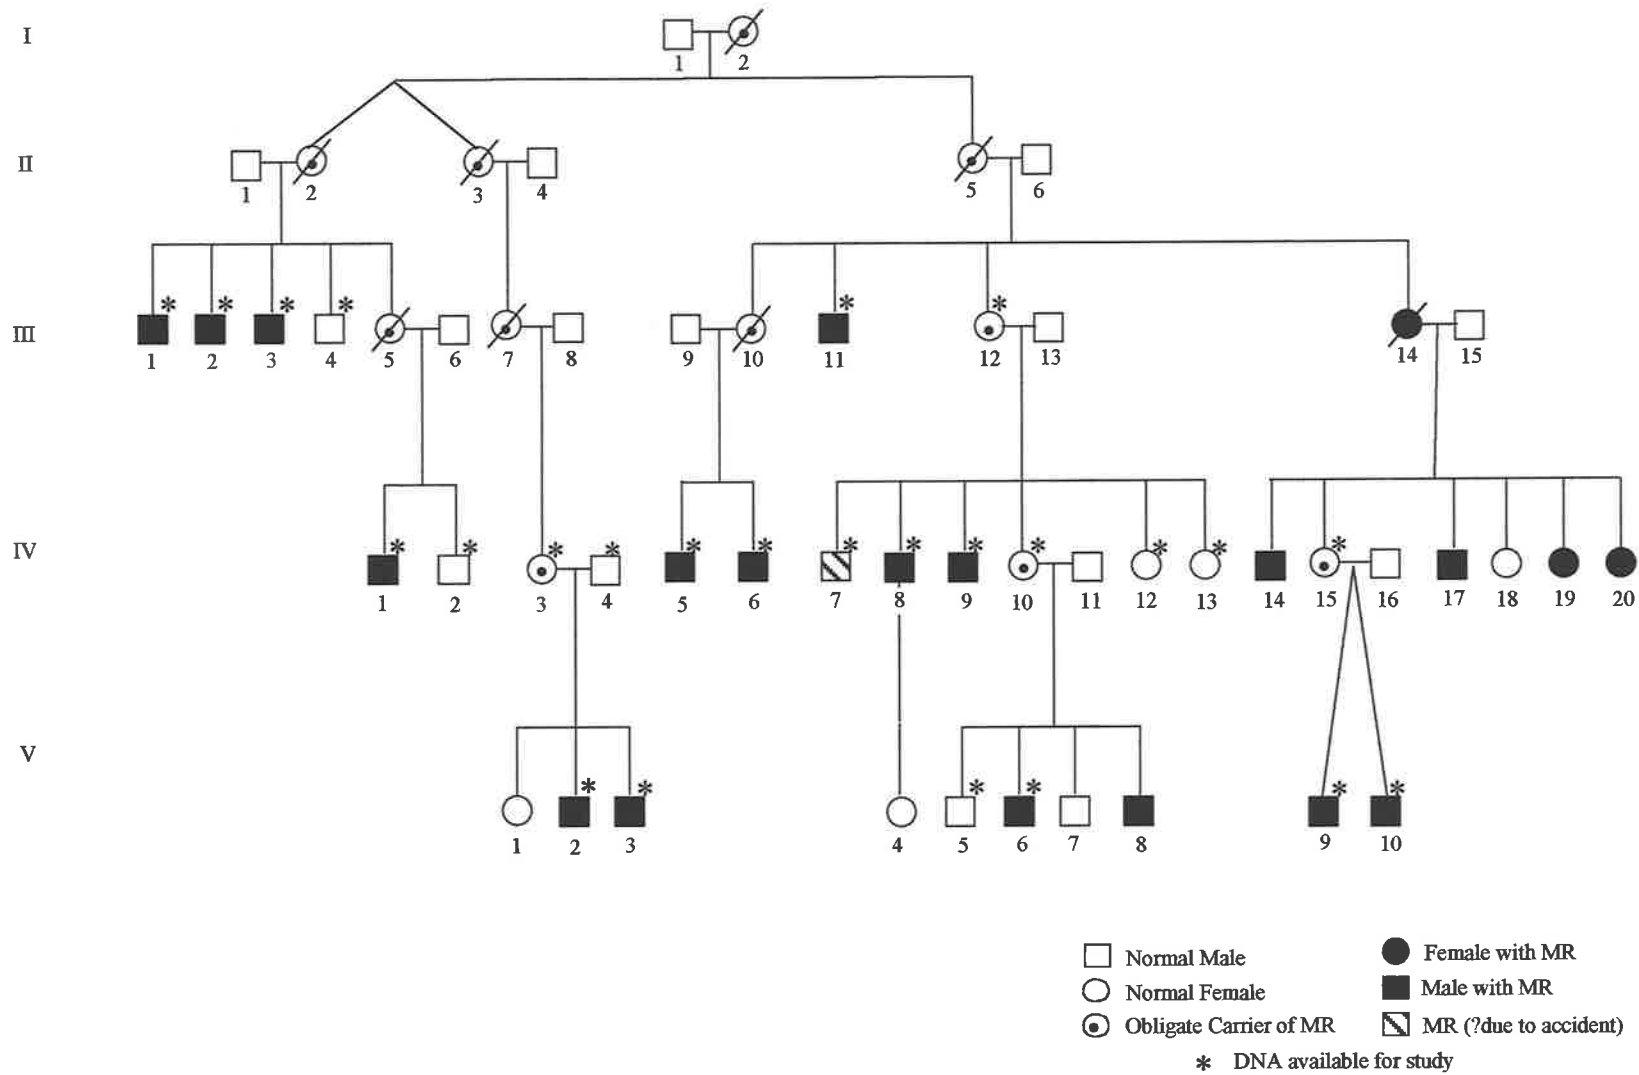 I
1 2
II
1 2 3 4 5 6
* * * * * *
III
1 2 3 4 5 6 7 8 9 10 11 12 13 14 15
* * * * * * * * * * * * *
IV
1 2 3 4 5 6 7 8 9 10 11 12 13 14 15 16 17 18 19 20
* * * * * *
V
1 2 3 4 5 6 7 8 9 10
Normal Male
Female with MR
Normal Female
Male with MR
Obligate Carrier of MR
MR (?due to accident)
* DNA available for study